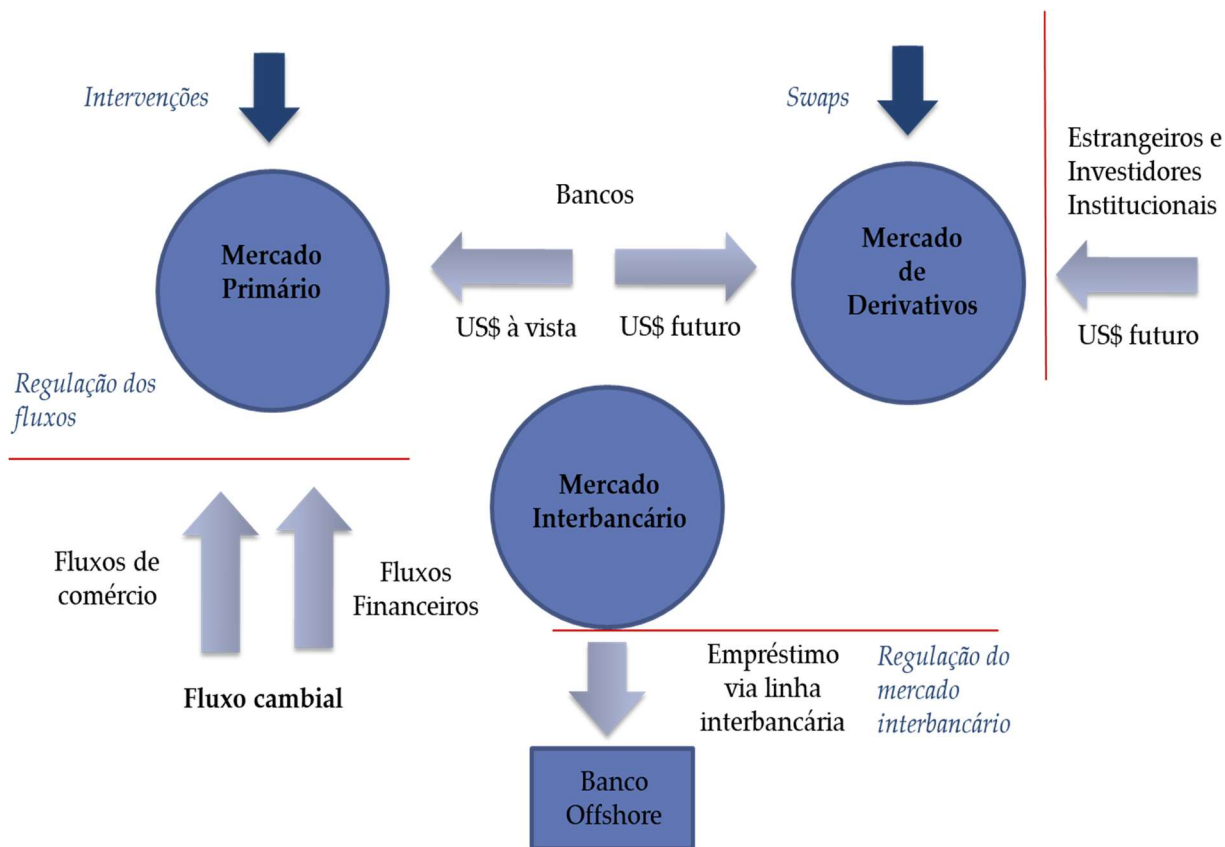 Intervenções
Mercado
Primário
Bancos
US$ à vista
US$ futuro
Swaps
Mercado
de
Derivativos
Estrangeiros e
Investidores
Institucionais
US$ futuro
Regulação dos
fluxos
Fluxos de
comércio
Fluxos
Financeiros
Fluxo cambial
Mercado
Interbancário
Empréstimo
via linha
interbancária
Regulação do
mercado
interbancário
Banco
Offshore